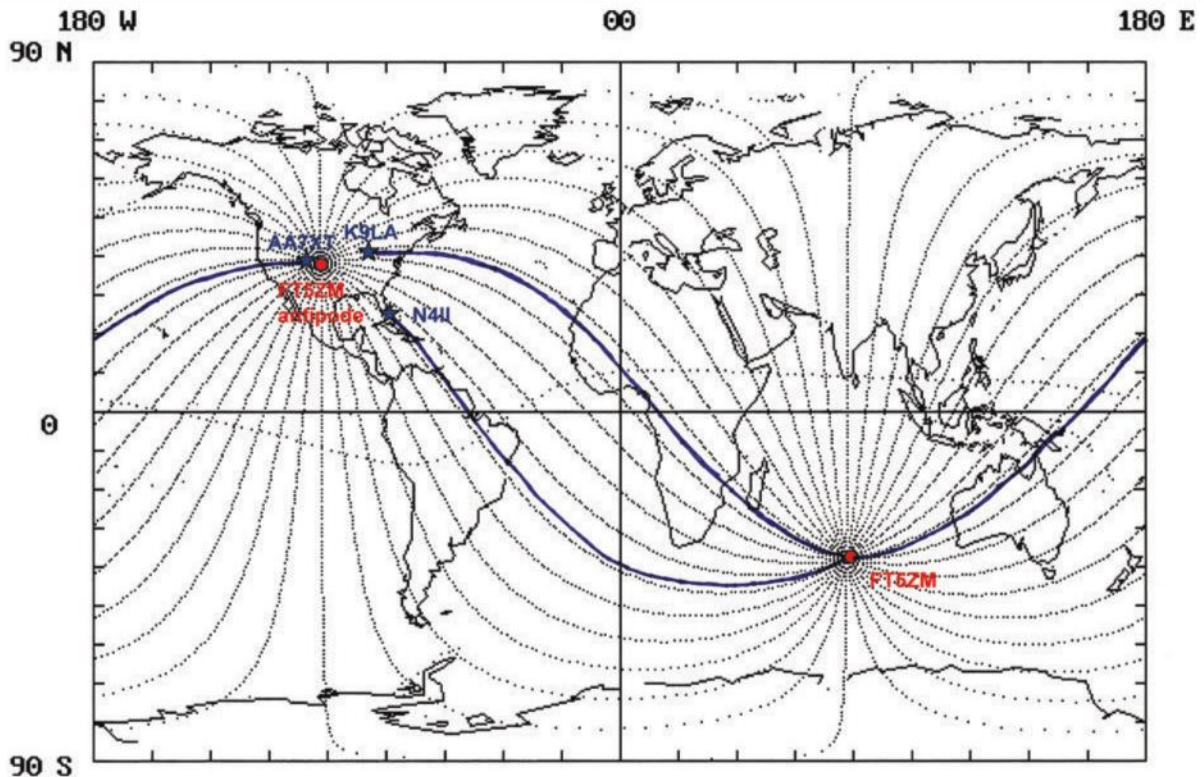 180 W 00 180 E
90 N
AA7XT K9LA
FT5ZM
antipode N4II
0
FT5ZM
90 S